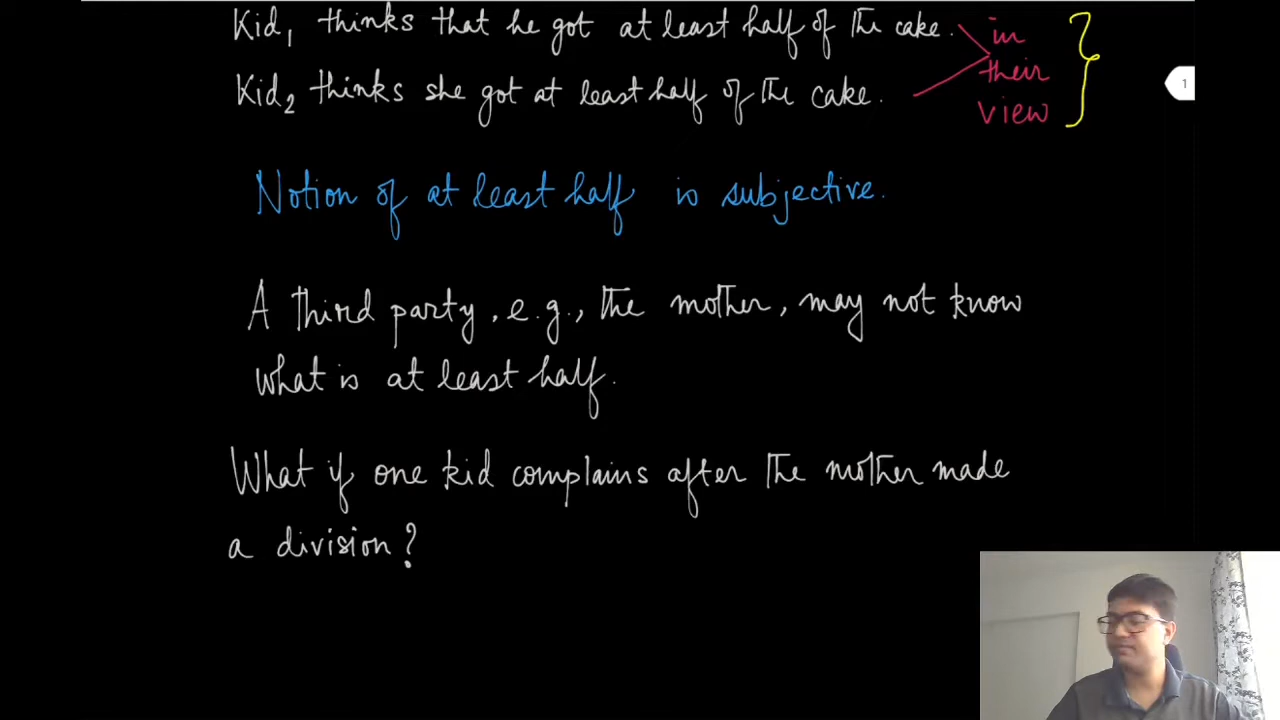 Kid₁ thinks that he got at least half of the cake. in
their
Kid₂ thinks she got at least half of the cake. view
1
Notion of at least half is subjective.
A third party, e.g., the mother, may not know
what is at least half.
What if one kid complains after the mother made
a division?